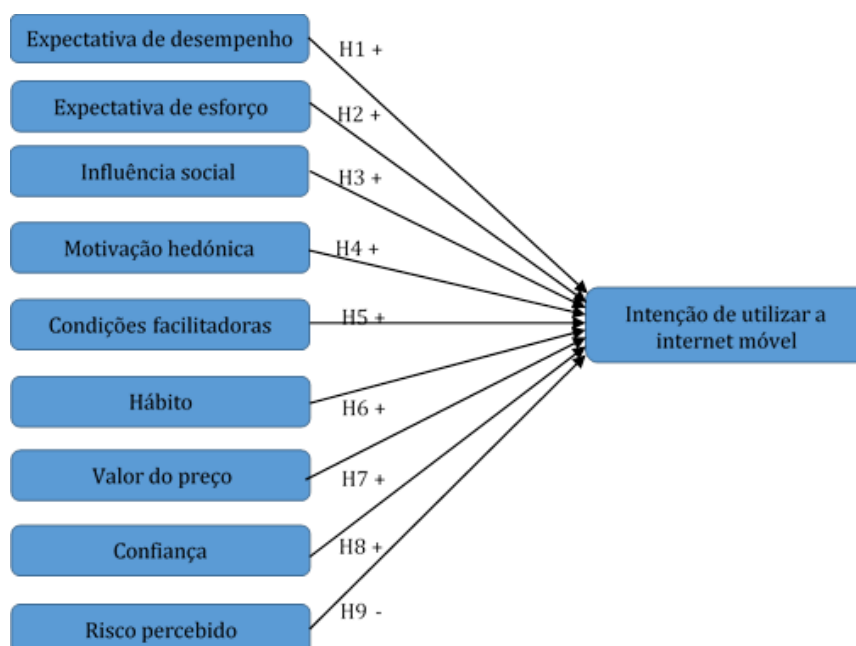 Expectativa de desempenho
H1 +
Expectativa de esforço
H2 +
Influência social
H3 +
Motivação hedónica
H4 +
Condições facilitadoras
H5 +
Intenção de utilizar a
internet móvel
Hábito
H6 +
Valor do preço
H7 +
Confiança
H8 +
Risco percebido
H9 -